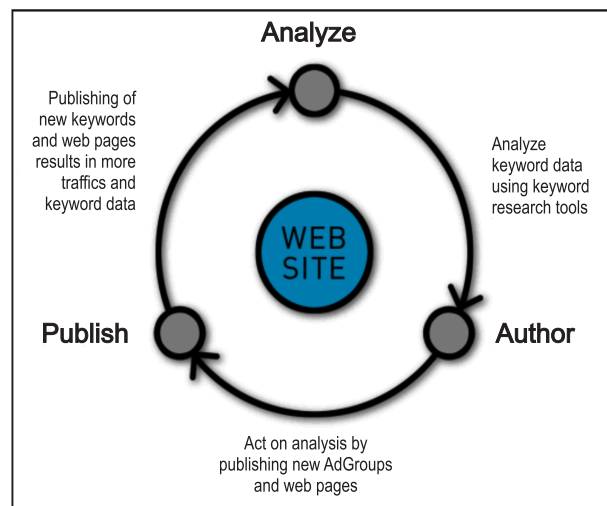 Analyze
Publishing of
new keywords
and web pages
results in more
traffics and
keyword data
Analyze
keyword data
using keyword
research tools
WEB
SITE
Publish
Author
Act on analysis by
publishing new AdGroups
and web pages